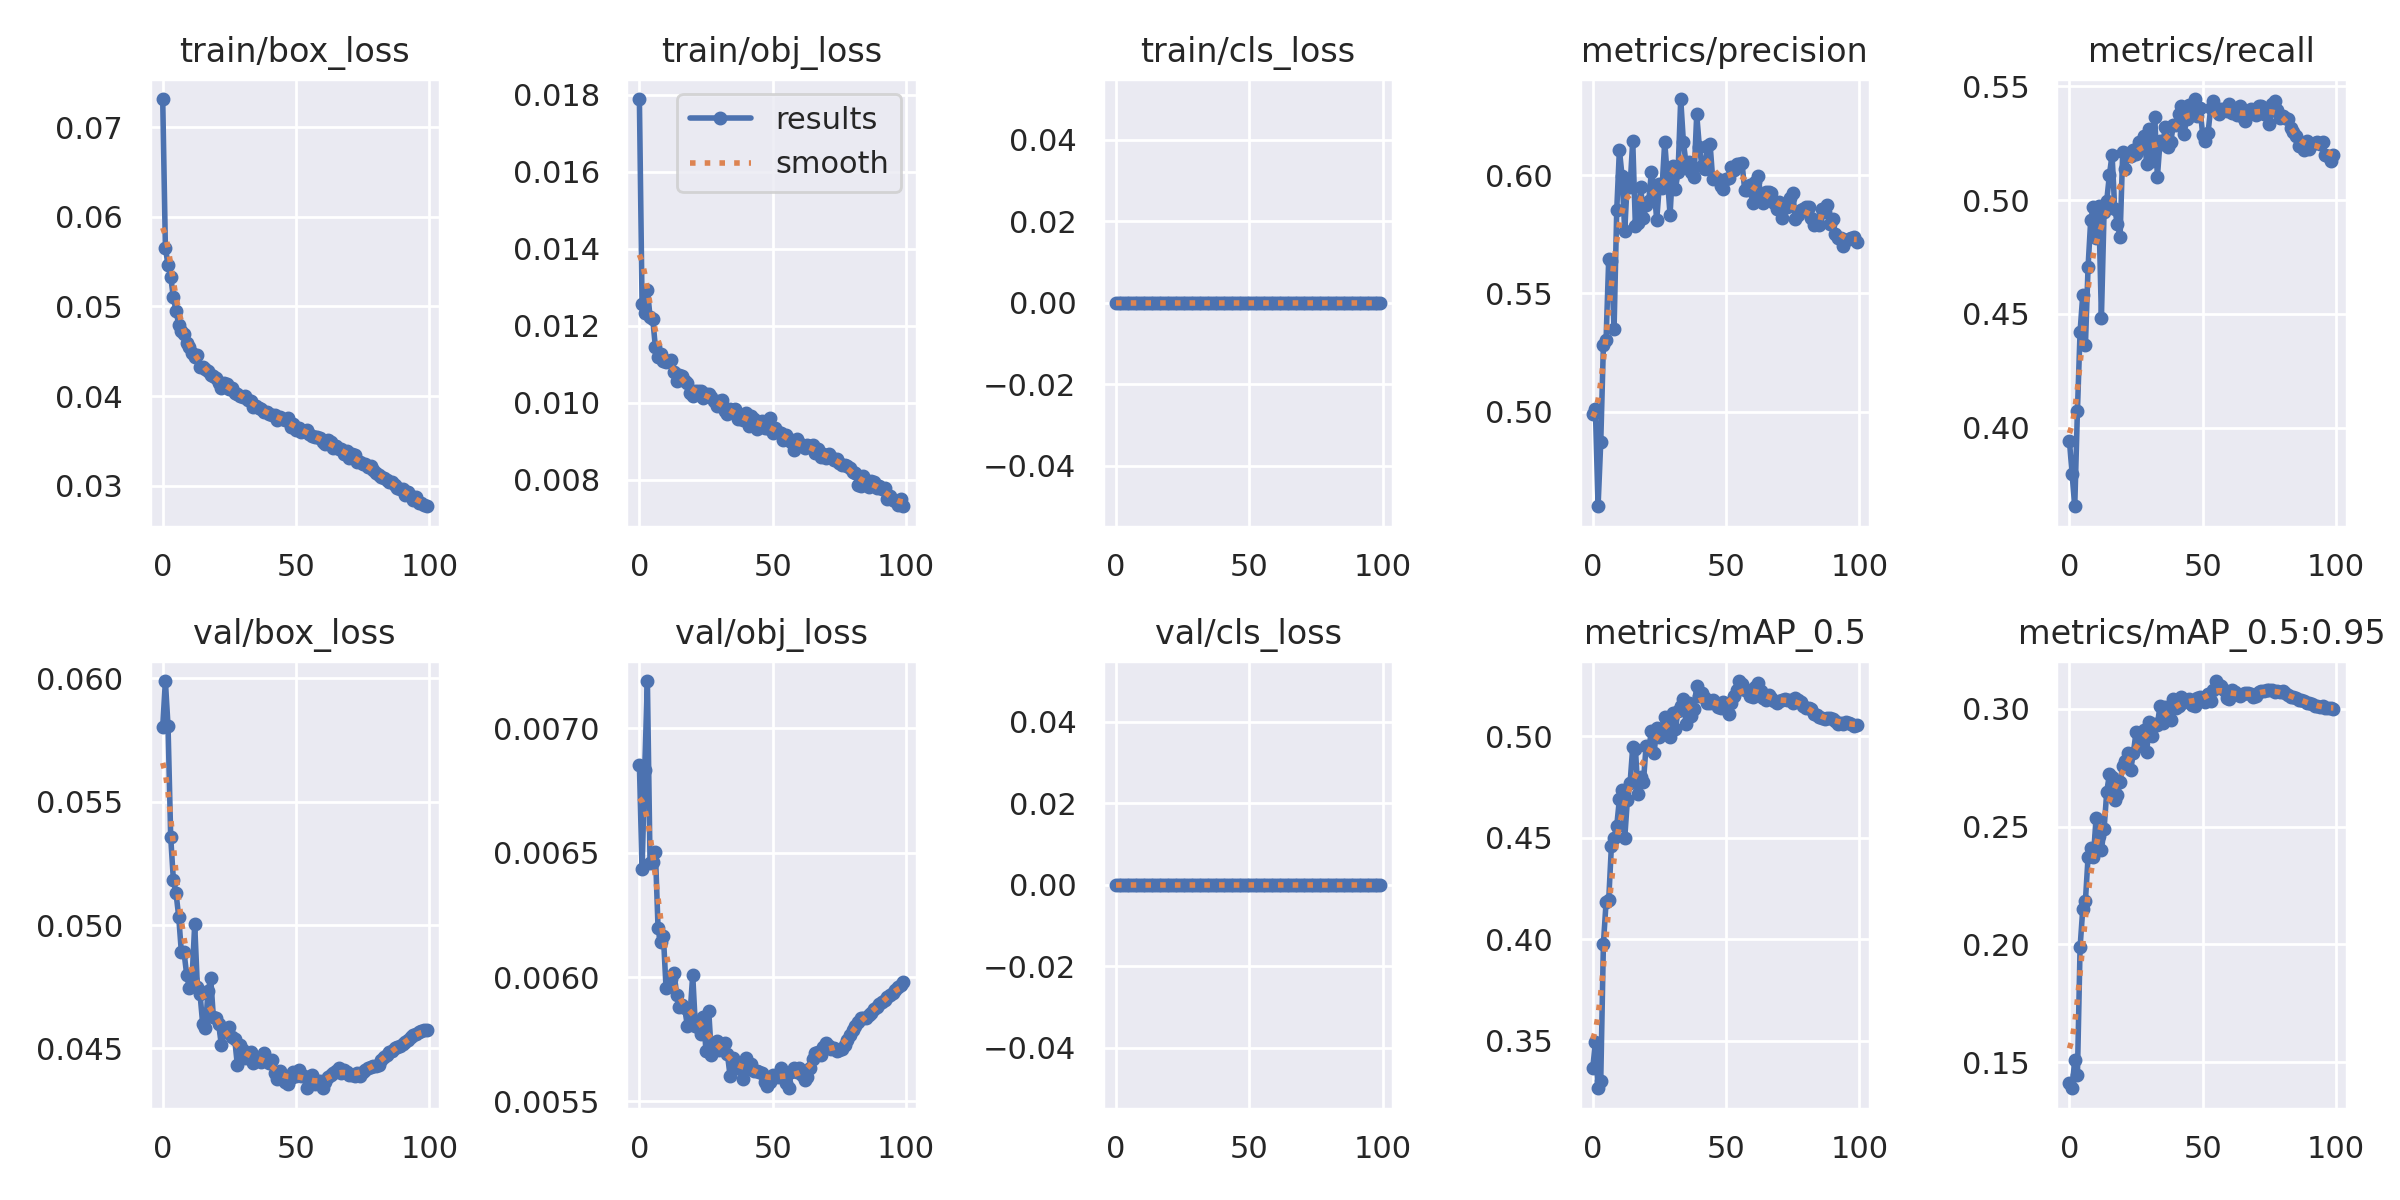 train/box_loss
0.07
0.06
0.05
0.04
0.03
0 50 100
train/obj_loss
results
smooth
0.018
0.016
0.014
0.012
0.010
0.008
0 50 100
train/cls_loss
0.04
0.02
0.00
−0.02
−0.04
0 50 100
metrics/precision
0.60
0.55
0.50
0 50 100
metrics/recall
0.55
0.50
0.45
0.40
0 50 100
val/box_loss
0.060
0.055
0.050
0.045
0 50 100
val/obj_loss
0.0070
0.0065
0.0060
0.0055
0 50 100
val/cls_loss
0.04
0.02
0.00
−0.02
−0.04
0 50 100
metrics/mAP_0.5
0.50
0.45
0.40
0.35
0 50 100
metrics/mAP_0.5:0.95
0.30
0.25
0.20
0.15
0 50 100